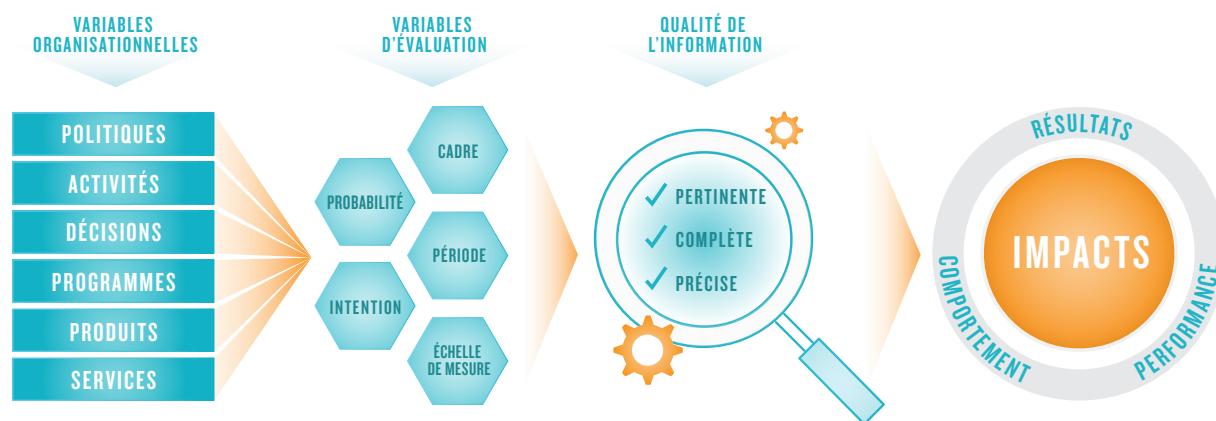 VARIABLES
ORGANISATIONNELLES
VARIABLES
D'ÉVALUATION
QUALITÉ DE
L'INFORMATION
POLITIQUES
ACTIVITÉS
DÉCISIONS
PROGRAMMES
PRODUITS
SERVICES
CADRE
PROBABILITÉ
PÉRIODE
INTENTION
ÉCHELLE
DE MESURE
PERTINENTE
COMPLÈTE
PRÉCISE
RÉSULTATS
IMPACTS
COMPORTEMENT
PERFORMANCE